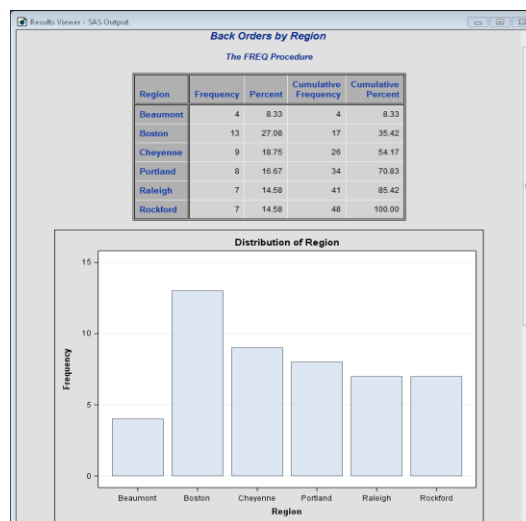 Results Viewer - SAS Output
Back Orders by Region
The FREQ Procedure
Region Frequency Percent Cumulative Frequency Cumulative Percent
Beaumont 4 8.33 4 8.33
Boston 13 27.08 17 35.42
Cheyenne 9 18.75 26 54.17
Portland 8 16.67 34 70.83
Raleigh 7 14.58 41 85.42
Rockford 7 14.58 48 100.00
Distribution of Region
15
10
5
0
Frequency
Beaumont Boston Cheyenne Portland Raleigh Rockford
Region